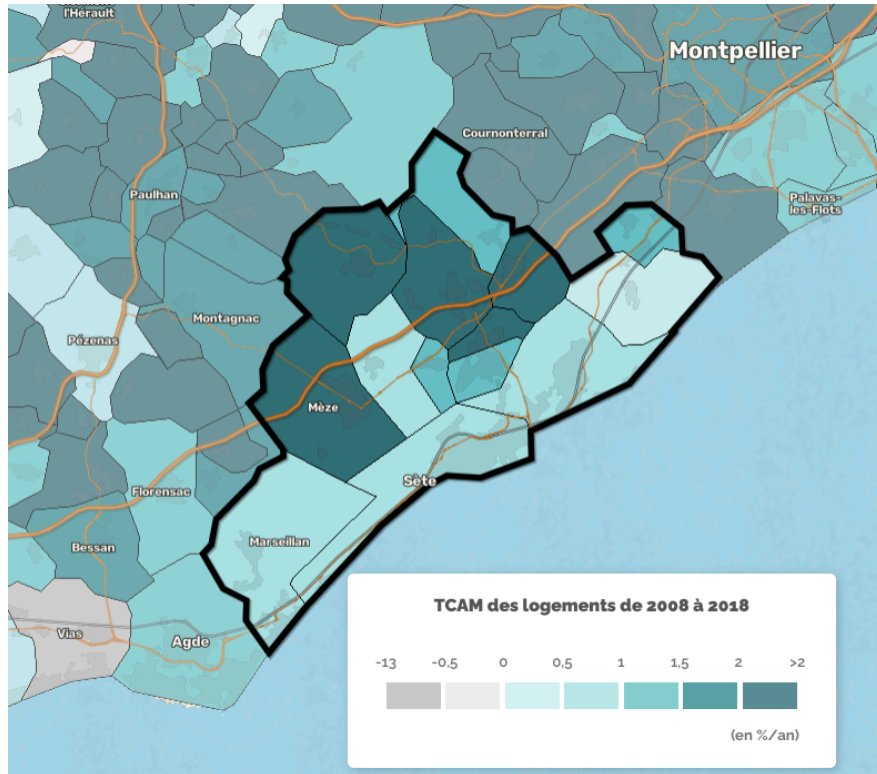 l'Hérault
Montpellier
Cournonterral
Paulhan
Palavas-
les-Flots
Montagnac
Pézenas
Mèze
Sète
Florensac
Marseillan
Bessan
Vias
Agde
TCAM des logements de 2008 à 2018
-13 -0,5 0 0,5 1 1,5 2 >2
(en %/an)